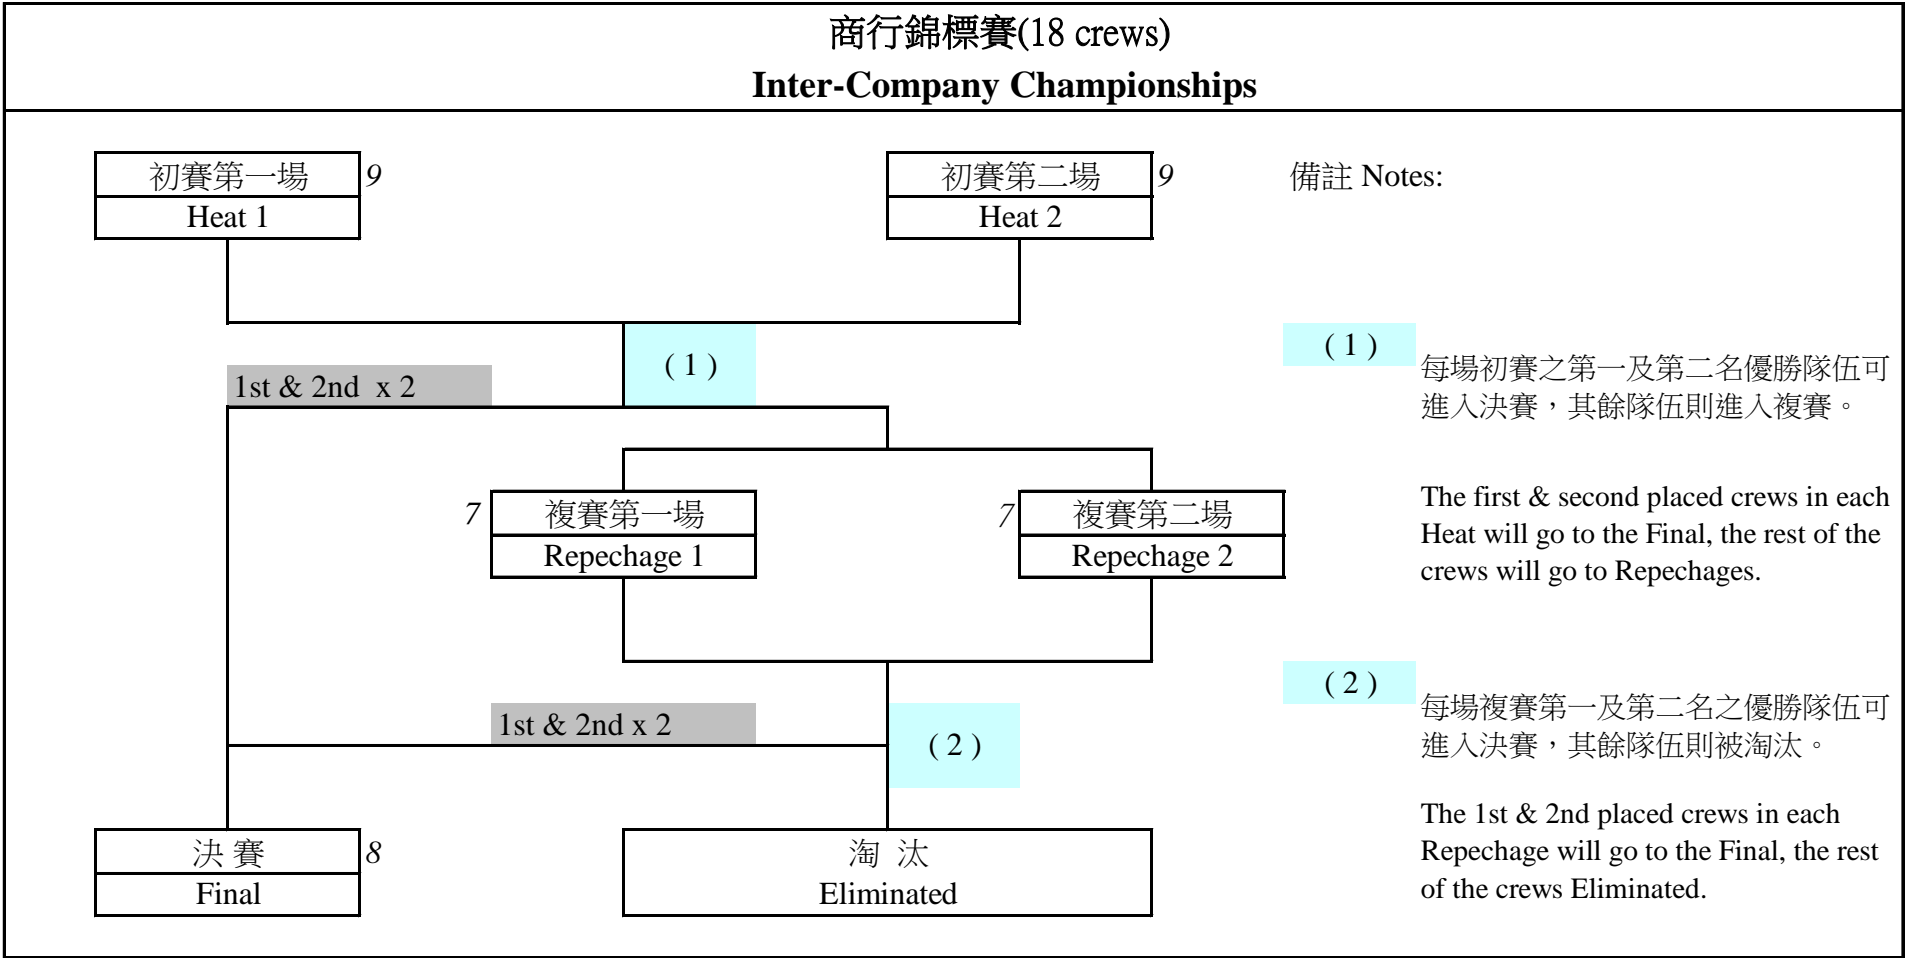 商行錦標賽(18 crews)
Inter-Company Championships
初賽第一場 9
Heat 1
初賽第二場 9
Heat 2
備註 Notes:
( 1 )
1st & 2nd x 2
( 1 )
每場初賽之第一及第二名優勝隊伍可
進入決賽，其餘隊伍則進入複賽。
The first & second placed crews in each
Heat will go to the Final, the rest of the
crews will go to Repechages.
7 複賽第一場
Repechage 1
7 複賽第二場
Repechage 2
1st & 2nd x 2
( 2 )
( 2 )
每場複賽第一及第二名之優勝隊伍可
進入決賽，其餘隊伍則被淘汰。
The 1st & 2nd placed crews in each
Repechage will go to the Final, the rest
of the crews Eliminated.
決 賽 8
Final
淘 汰
Eliminated